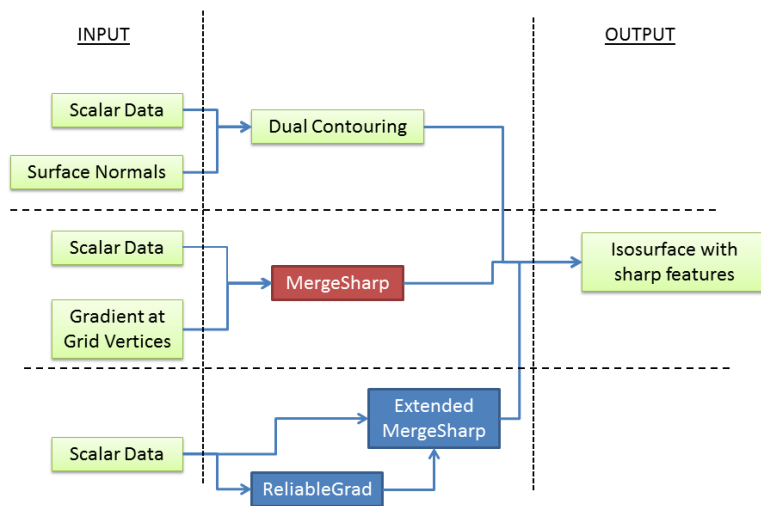 INPUT
OUTPUT
Scalar Data
Dual Contouring
Surface Normals
Scalar Data
Isosurface with
sharp features
MergeSharp
Gradient at
Grid Vertices
Extended
MergeSharp
Scalar Data
ReliableGrad